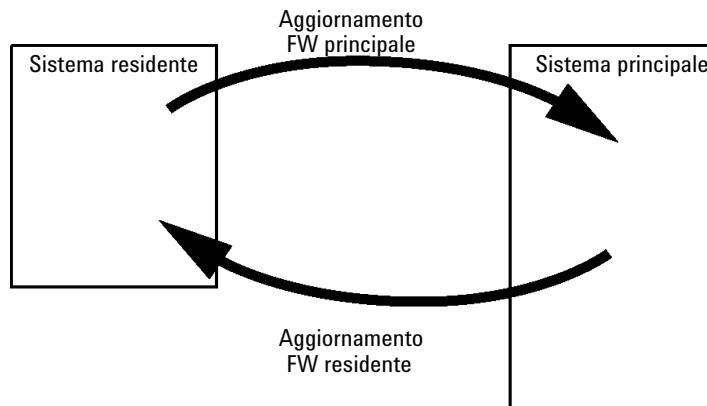 Aggiornamento
FW principale
Sistema residente
Sistema principale
Aggiornamento
FW residente